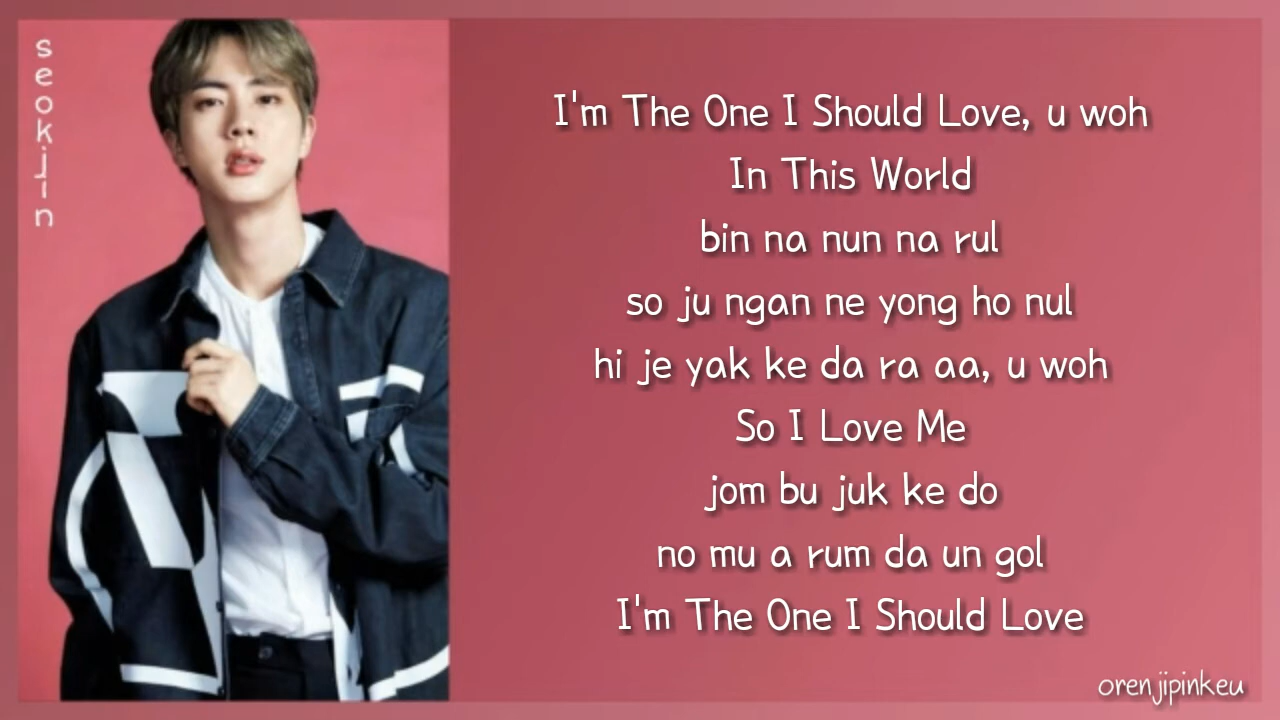 seokjin
I'm The One I Should Love, u woh
In This World
bin na nun na rul
so ju ngan ne yong ho nul
hi je yak ke da ra aa, u woh
So I Love Me
jom bu juk ke do
no mu a rum da un gol
I'm The One I Should Love
orenjipinkeu